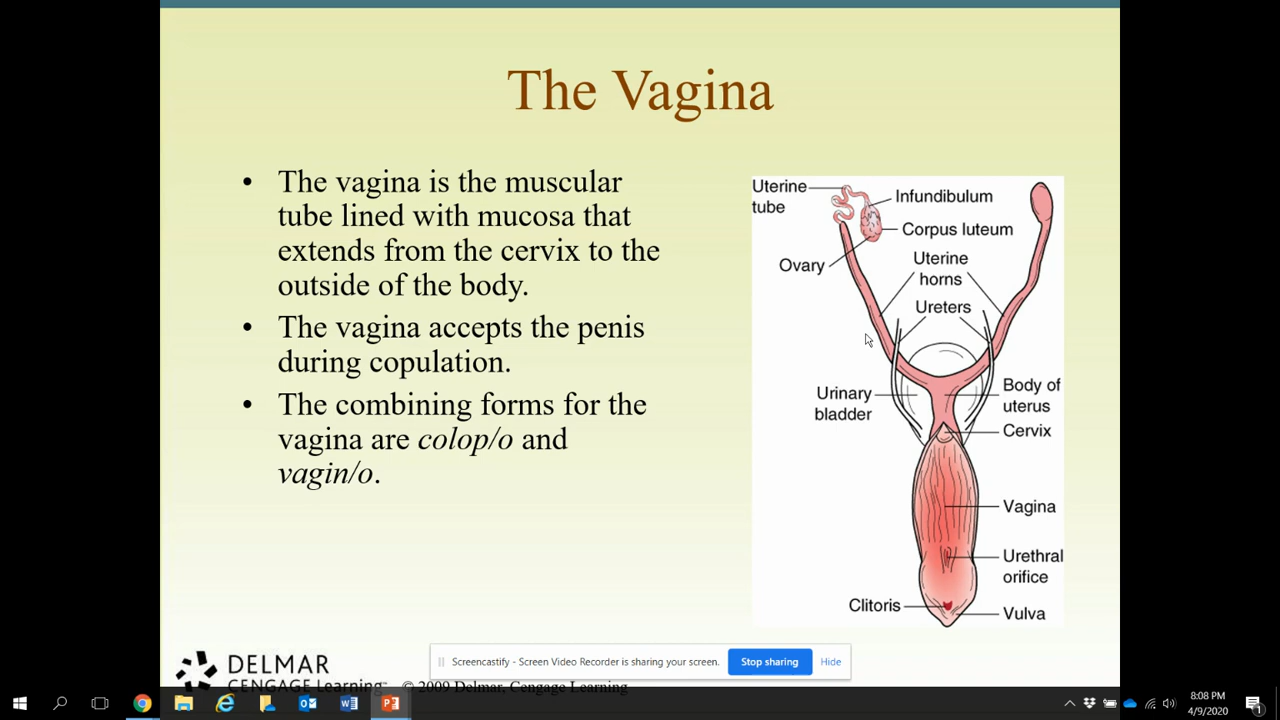 The Vagina
• The vagina is the muscular
tube lined with mucosa that
extends from the cervix to the
outside of the body.
• The vagina accepts the penis
during copulation.
• The combining forms for the
vagina are colop/o and
vagin/o.
Uterine
tube
Infundibulum
Corpus luteum
Ovary
Uterine
horns
Ureters
Urinary
bladder
Body of
uterus
Cervix
Vagina
Urethral
orifice
Clitoris
Vulva
DELMAR
CENGAGE Learning™
© 2009 Delmar, Cengage Learning
Screencastify - Screen Video Recorder is sharing your screen.
Stop sharing
Hide
8:08 PM
4/9/2020
1